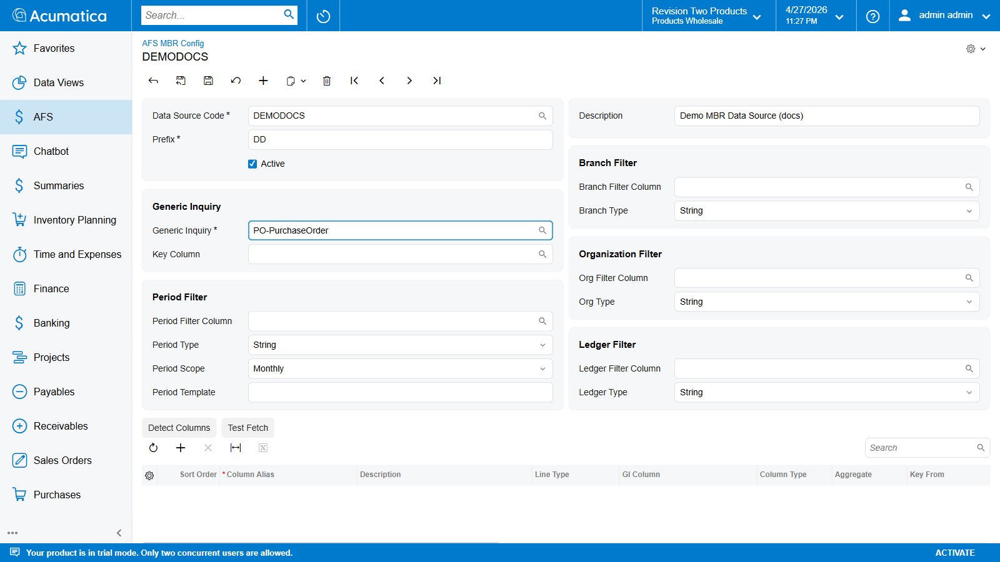 Acumatica
Search...
Revision Two Products
Products Wholesale
4/27/2026
11:27 PM
admin admin
Favorites
Data Views
AFS
Chatbot
Summaries
Inventory Planning
Time and Expenses
Finance
Banking
Projects
Payables
Receivables
Sales Orders
Purchases
AFS MBR Config
DEMODOCS
Data Source Code *
DEMODOCS
Prefix *
DD
Active
Description
Demo MBR Data Source (docs)
Generic Inquiry
Generic Inquiry *
PO-PurchaseOrder
Key Column
Branch Filter
Branch Filter Column
Branch Type
String
Period Filter
Period Filter Column
Period Type
String
Period Scope
Monthly
Period Template
Organization Filter
Org Filter Column
Org Type
String
Ledger Filter
Ledger Filter Column
Ledger Type
String
Detect Columns
Test Fetch
Search
Sort Order * Column Alias Description Line Type GI Column Column Type Aggregate Key From
Your product is in trial mode. Only two concurrent users are allowed.
ACTIVATE